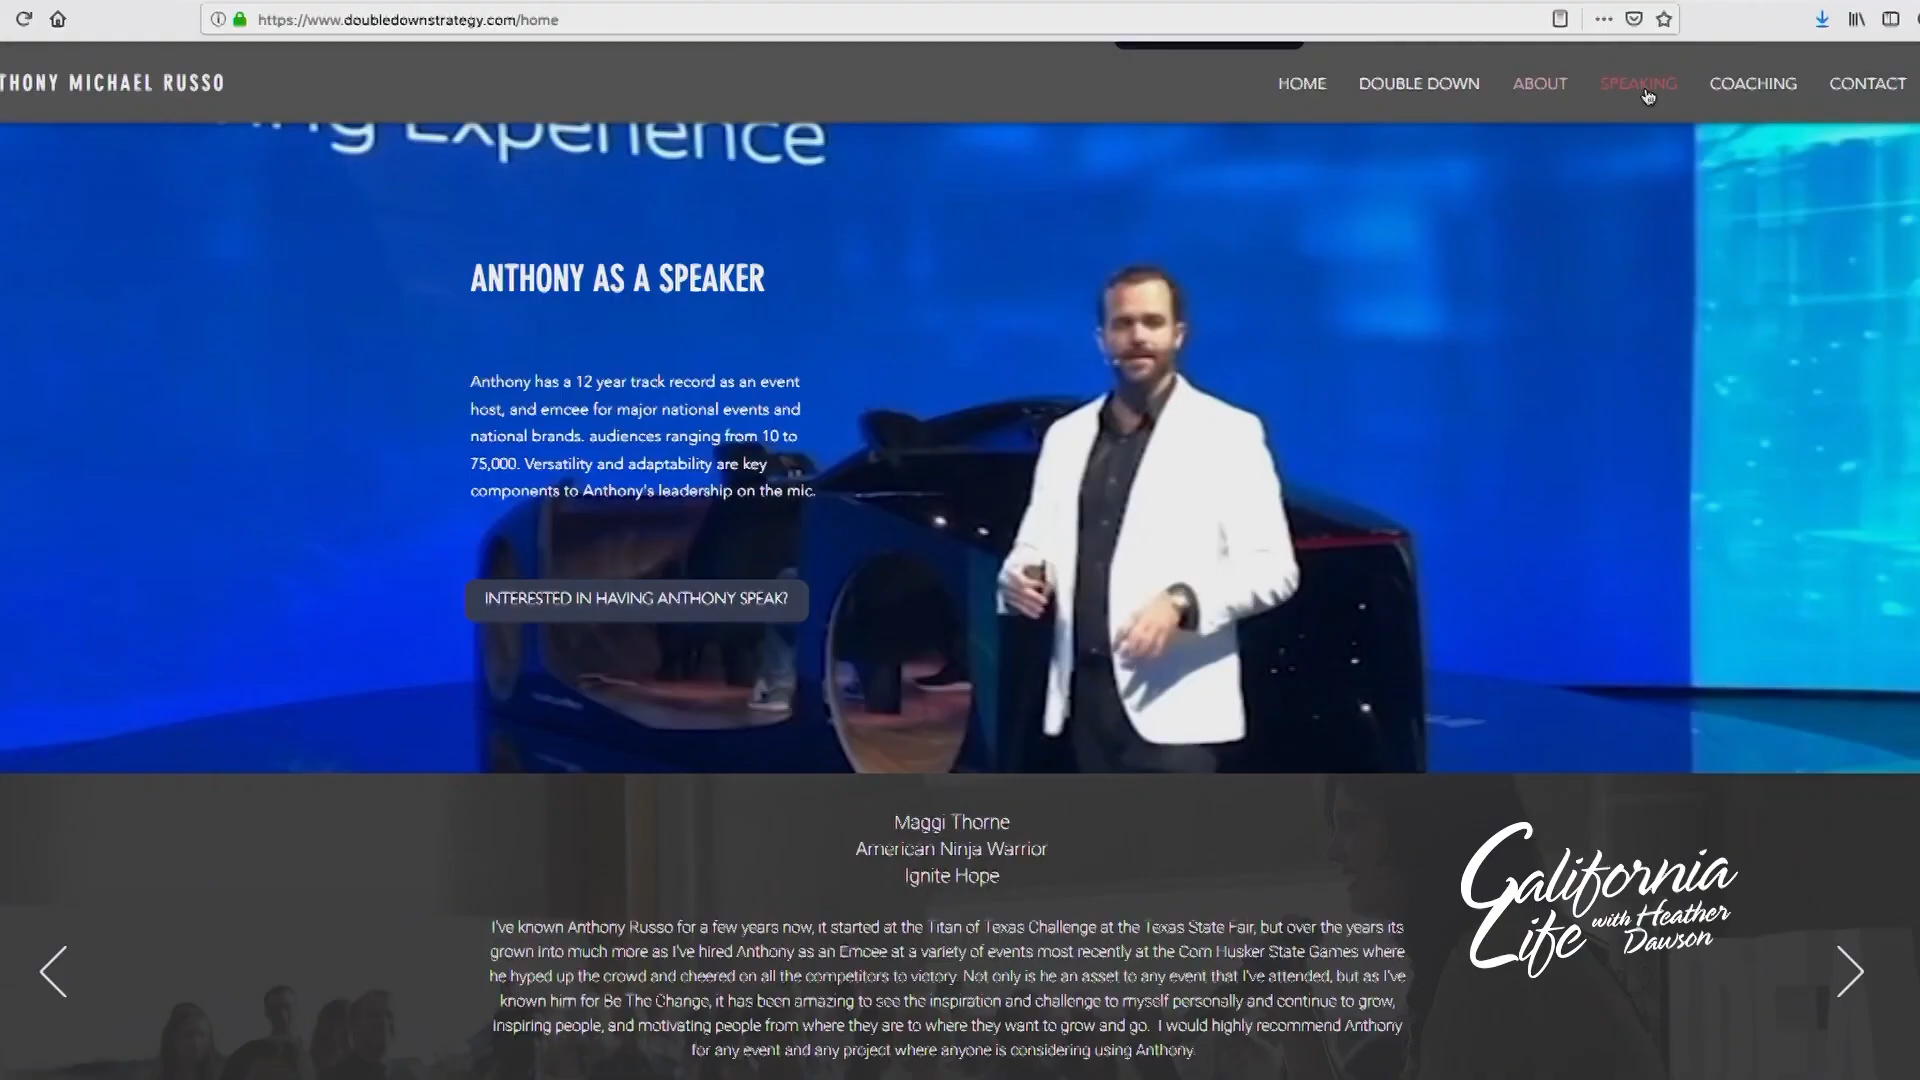 https://www.doubledownstrategy.com/home
THONY MICHAEL RUSSO
HOME DOUBLE DOWN ABOUT SPEAKING COACHING CONTACT
Experience
ANTHONY AS A SPEAKER
Anthony has a 12 year track record as an event
host, and emcee for major national events and
national brands. audiences ranging from 10 to
75,000. Versatility and adaptability are key
components to Anthony's leadership on the mic.
INTERESTED IN HAVING ANTHONY SPEAK?
Maggi Thorne
American Ninja Warrior
Ignite Hope
I've known Anthony Russo for a few years now, it started at the Titan of Texas Challenge at the Texas State Fair, but over the years its
grown into much more as I've hired Anthony as an Emcee at a variety of events most recently at the Corn Husker State Games where
he hyped up the crowd and cheered on all the competitors to victory. Not only is he an asset to any event that I've attended, but as I've
known him for Be The Change, it has been amazing to see the inspiration and challenge to myself personally and continue to grow,
inspiring people, and motivating people from where they are to where they want to grow and go. I would highly recommend Anthony
for any event and any project where anyone is considering using Anthony.
California
Life with Heather
Dawson